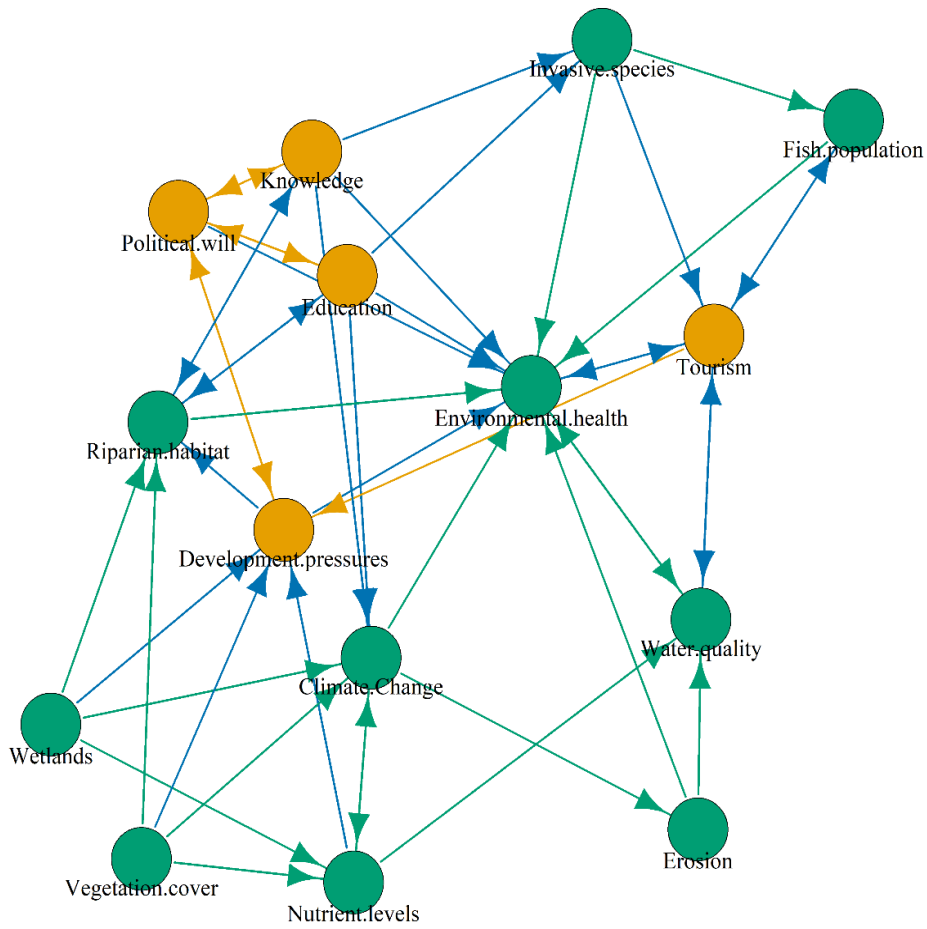 Invasive.species
Fish.population
Knowledge
Political.will
Education
Tourism
Environmental.health
Riparian.habitat
Development.pressures
Water.quality
Climate.Change
Wetlands
Erosion
Vegetation.cover
Nutrient.levels